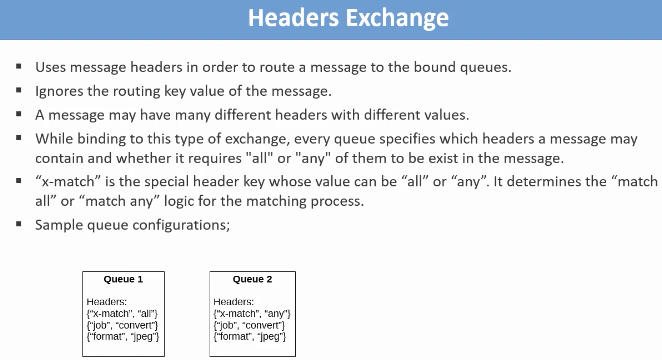 Headers Exchange
Uses message headers in order to route a message to the bound queues.
Ignores the routing key value of the message.
A message may have many different headers with different values.
While binding to this type of exchange, every queue specifies which headers a message may
contain and whether it requires "all" or "any" of them to be exist in the message.
“x-match” is the special header key whose value can be “all” or “any”. It determines the “match
all” or “match any” logic for the matching process.
Sample queue configurations;
Queue 1
Headers:
{“x-match”, “all”}
{“job”, “convert”}
{“format”, “jpeg”}
Queue 2
Headers:
{“x-match”, “any”}
{“job”, “convert”}
{“format”, “jpeg”}